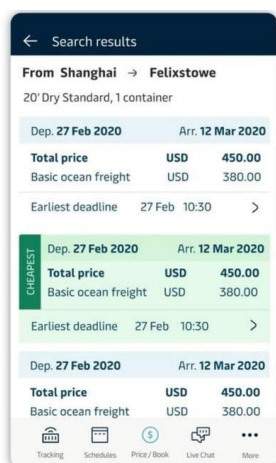 ← Search results
From Shanghai → Felixstowe
20' Dry Standard, 1 container
Dep. 27 Feb 2020 Arr. 12 Mar 2020
Total price USD 450.00
Basic ocean freight USD 380.00
Earliest deadline 27 Feb 10:30 >
CHEAPEST
Dep. 27 Feb 2020 Arr. 12 Mar 2020
Total price USD 450.00
Basic ocean freight USD 380.00
Earliest deadline 27 Feb 10:30 >
Dep. 27 Feb 2020 Arr. 12 Mar 2020
Total price USD 450.00
Basic ocean freight USD 380.00
Tracking Schedules Price / Book Live Chat More